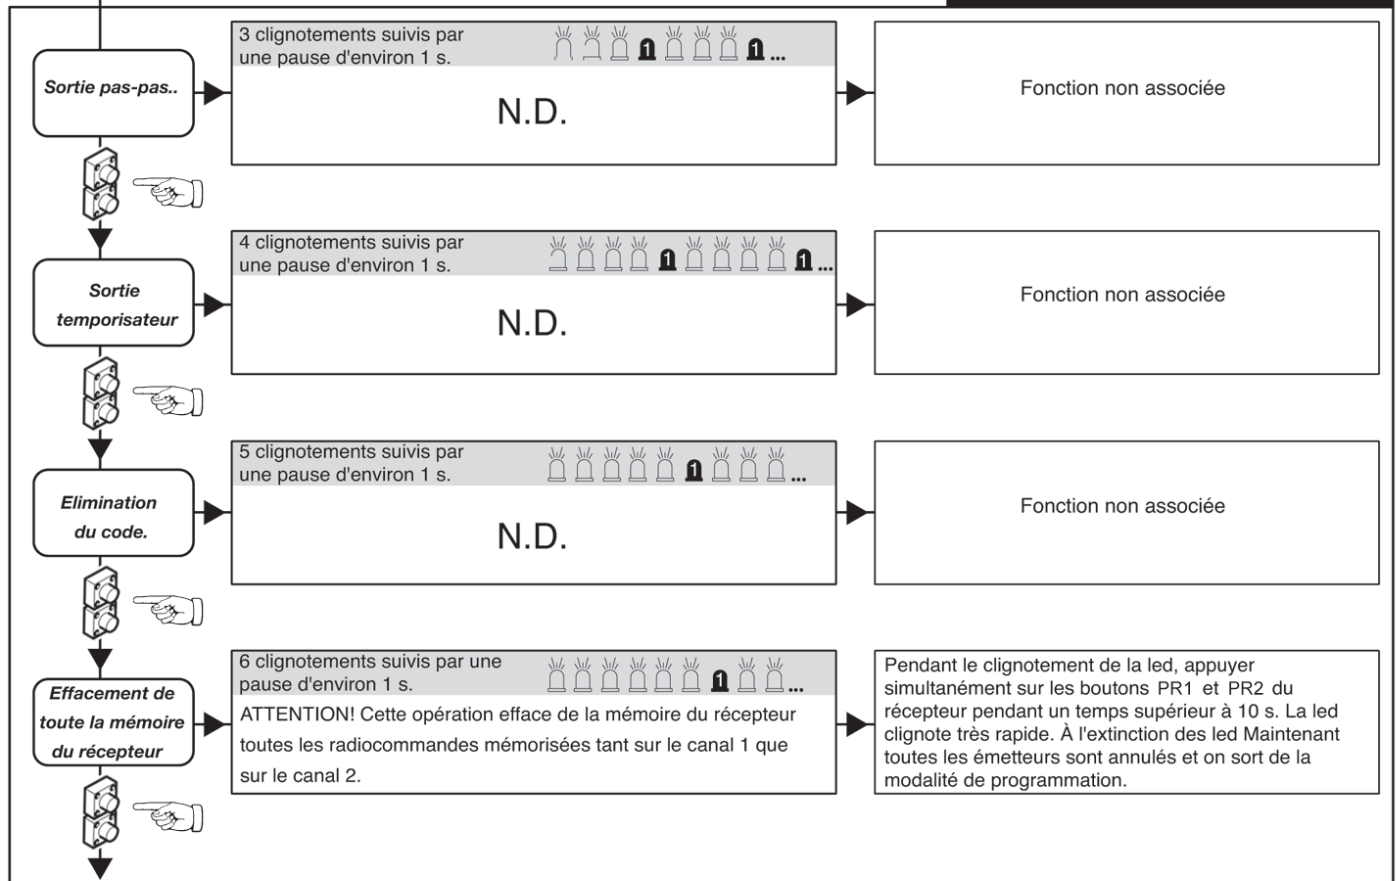 Sortie pas-pas..
3 clignotements suivis par
une pause d'environ 1 s.
1 1 ...
N.D.
Fonction non associée
Sortie
temporisateur
4 clignotements suivis par
une pause d'environ 1 s.
1 1 ...
N.D.
Fonction non associée
Elimination
du code.
5 clignotements suivis par
une pause d'environ 1 s.
1 ...
N.D.
Fonction non associée
Effacement de
toute la mémoire
du récepteur
6 clignotements suivis par une
pause d'environ 1 s.
1 ...
ATTENTION! Cette opération efface de la mémoire du récepteur
toutes les radiocommandes mémorisées tant sur le canal 1 que
sur le canal 2.
Pendant le clignotement de la led, appuyer
simultanément sur les boutons PR1 et PR2 du
récepteur pendant un temps supérieur à 10 s. La led
clignote très rapide. À l'extinction des led Maintenant
toutes les émetteurs sont annulés et on sort de la
modalité de programmation.